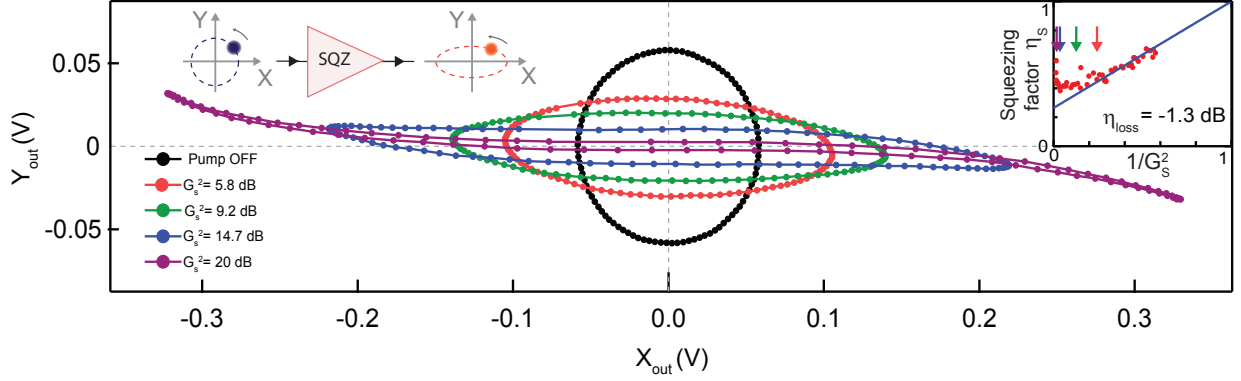 Y
X
SQZ
Y
X
Y_out (V)
0.05
0
-0.05
Pump OFF
G_s^2= 5.8 dB
G_s^2= 9.2 dB
G_s^2= 14.7 dB
G_s^2= 20 dB
-0.3
-0.2
-0.1
0.0
0.1
0.2
0.3
X_out (V)
Squeezing
factor η_s
1
0
η_loss = -1.3 dB
0
1
1/G_S^2